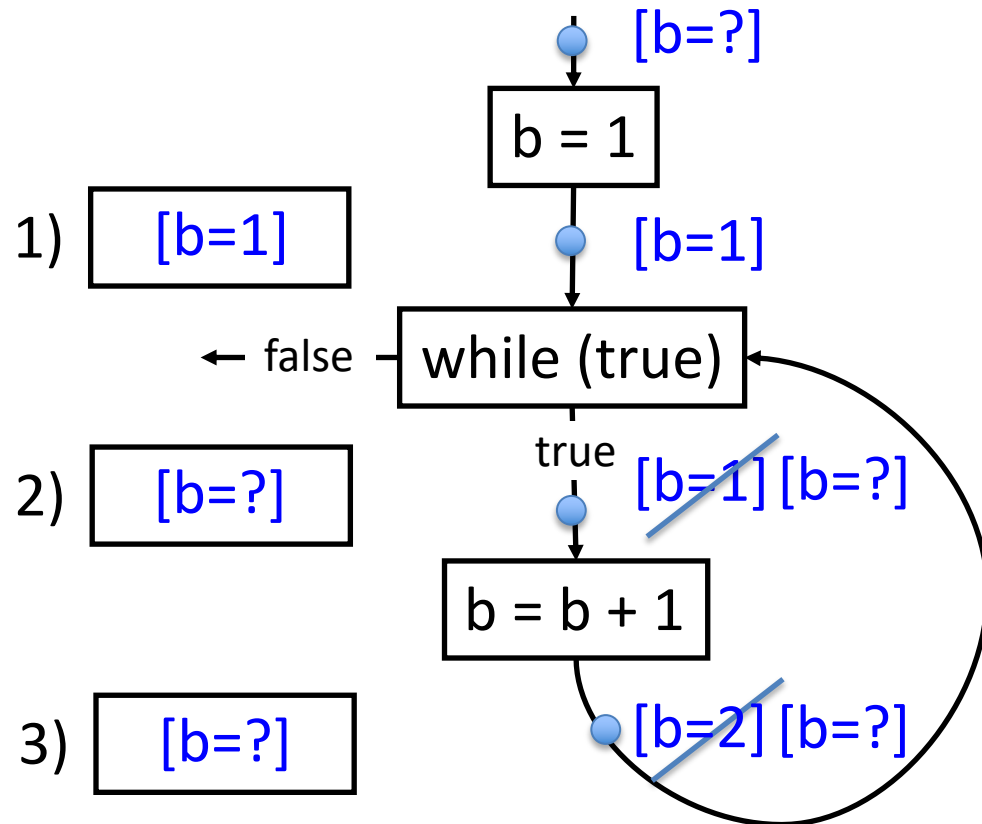 [b=?]
b = 1
1) [b=1]
[b=1]
false
while (true)
true
2) [b=?]
[b=1] [b=?]
b = b + 1
3) [b=?]
[b=2] [b=?]